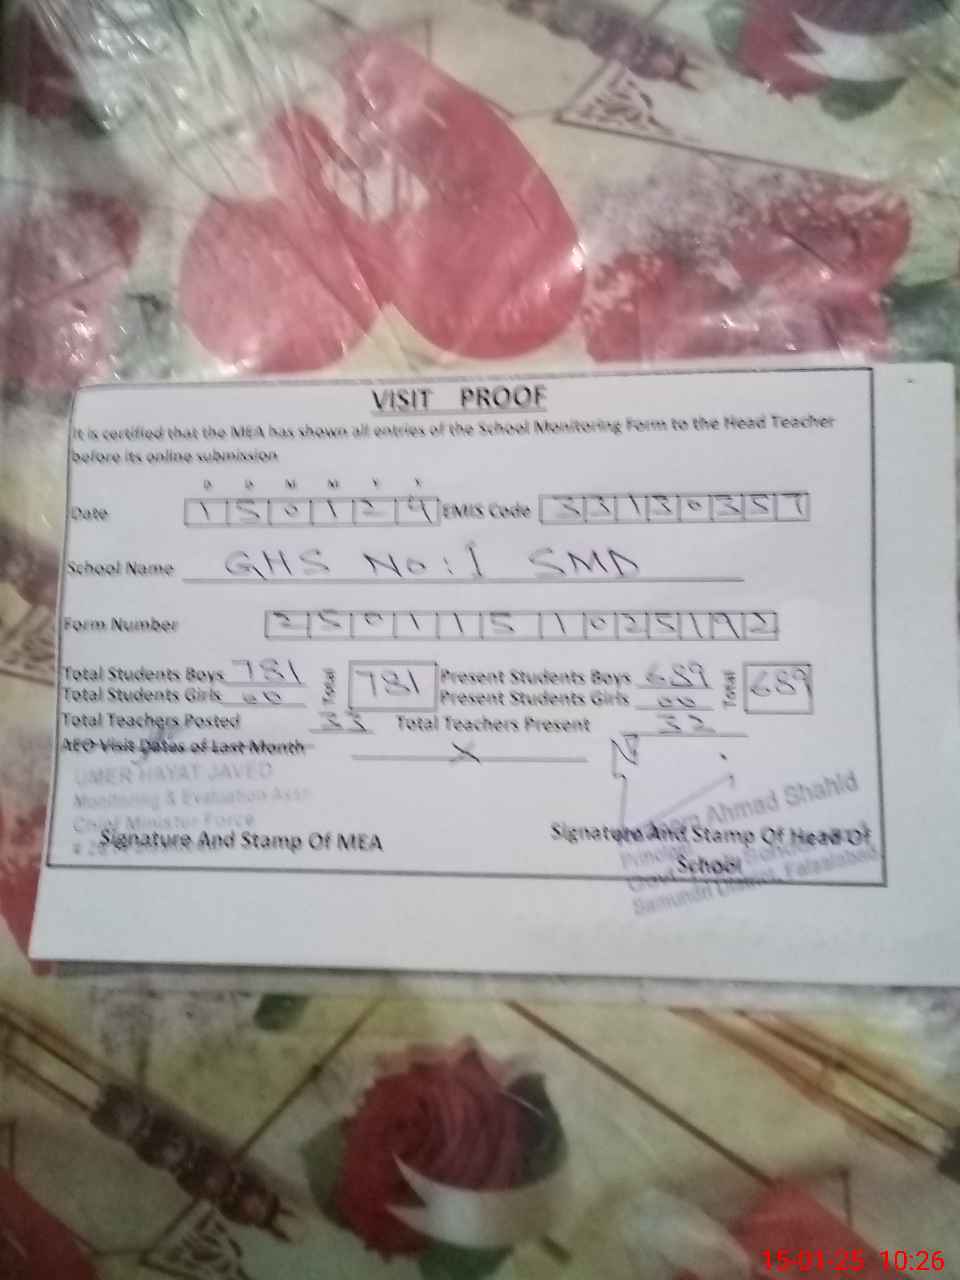 VISIT PROOF
It is certified that the MEA has shown all entries of the School Monitoring Form to the Head Teacher
before its online submission
D D M M Y Y
Date 1 5 0 1 2 4 EMIS Code 3 3 1 3 0 3 5 7
School Name GHS No:1 SMD
Form Number 2 5 0 1 1 5 1 0 2 5 1 9 2
Total Students Boys 781 Total 781 Present Students Boys 689 Total 689
Total Students Girls 00 Present Students Girls 00
Total Teachers Posted 33 Total Teachers Present 32
AEO Visit Dates of Last Month X
UMER HAYAT JAVED
Monitoring & Evaluation Asst
Chief Minister Force
Ahmad Shahid
Signature And Stamp Of MEA
Signature And Stamp Of Head Of
School
Samundri District, Faisalabad
15-01-25 10:26